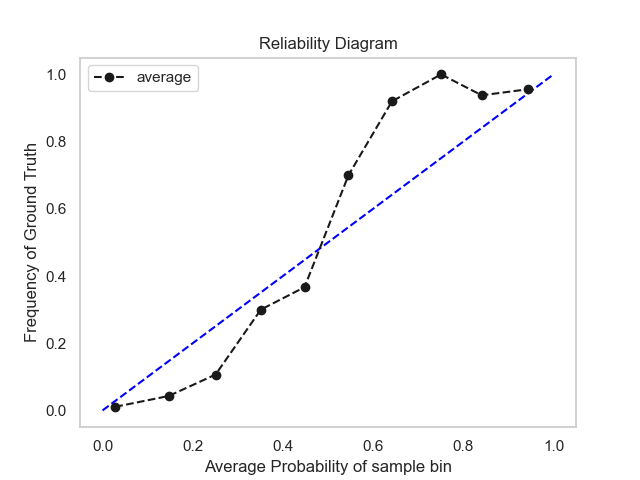 Reliability Diagram
average
1.0
0.8
0.6
0.4
0.2
0.0
Frequency of Ground Truth
0.0 0.2 0.4 0.6 0.8 1.0
Average Probability of sample bin